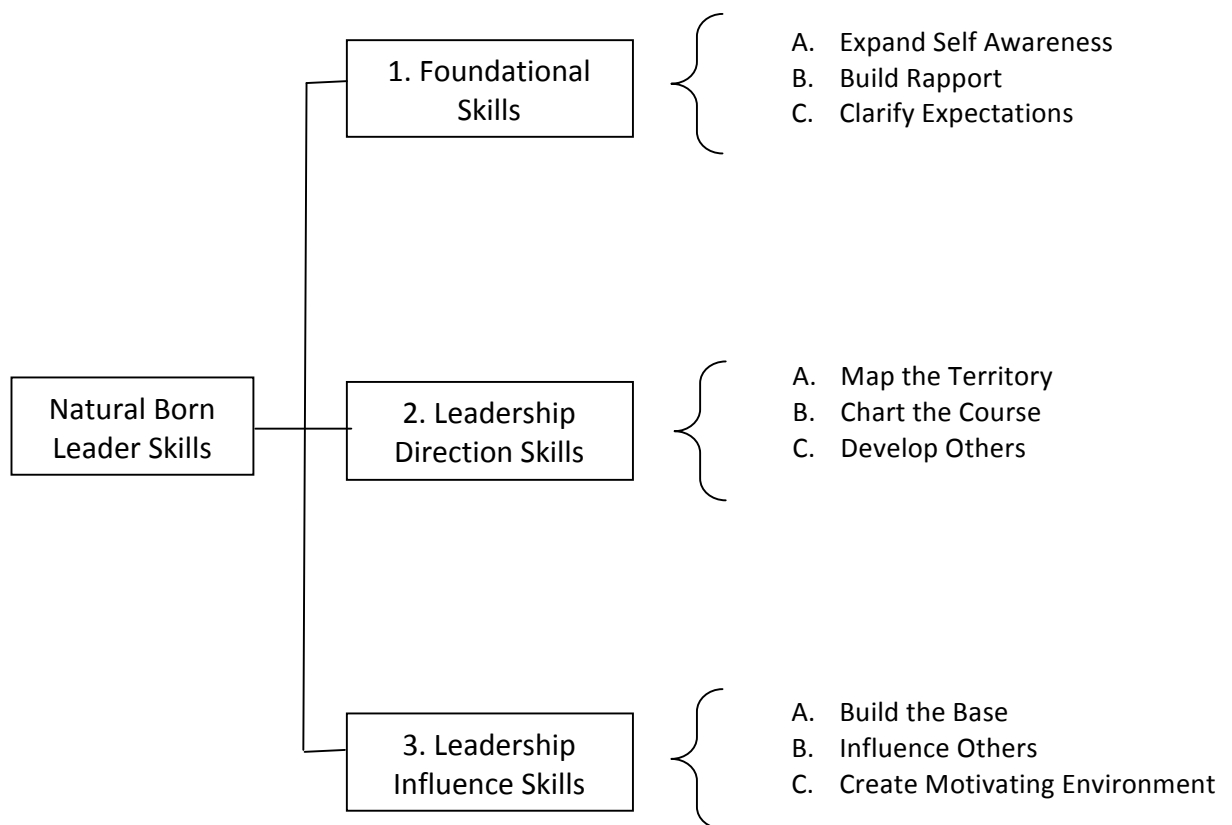 Natural Born
Leader Skills
1. Foundational
Skills
A. Expand Self Awareness
B. Build Rapport
C. Clarify Expectations
2. Leadership
Direction Skills
A. Map the Territory
B. Chart the Course
C. Develop Others
3. Leadership
Influence Skills
A. Build the Base
B. Influence Others
C. Create Motivating Environment